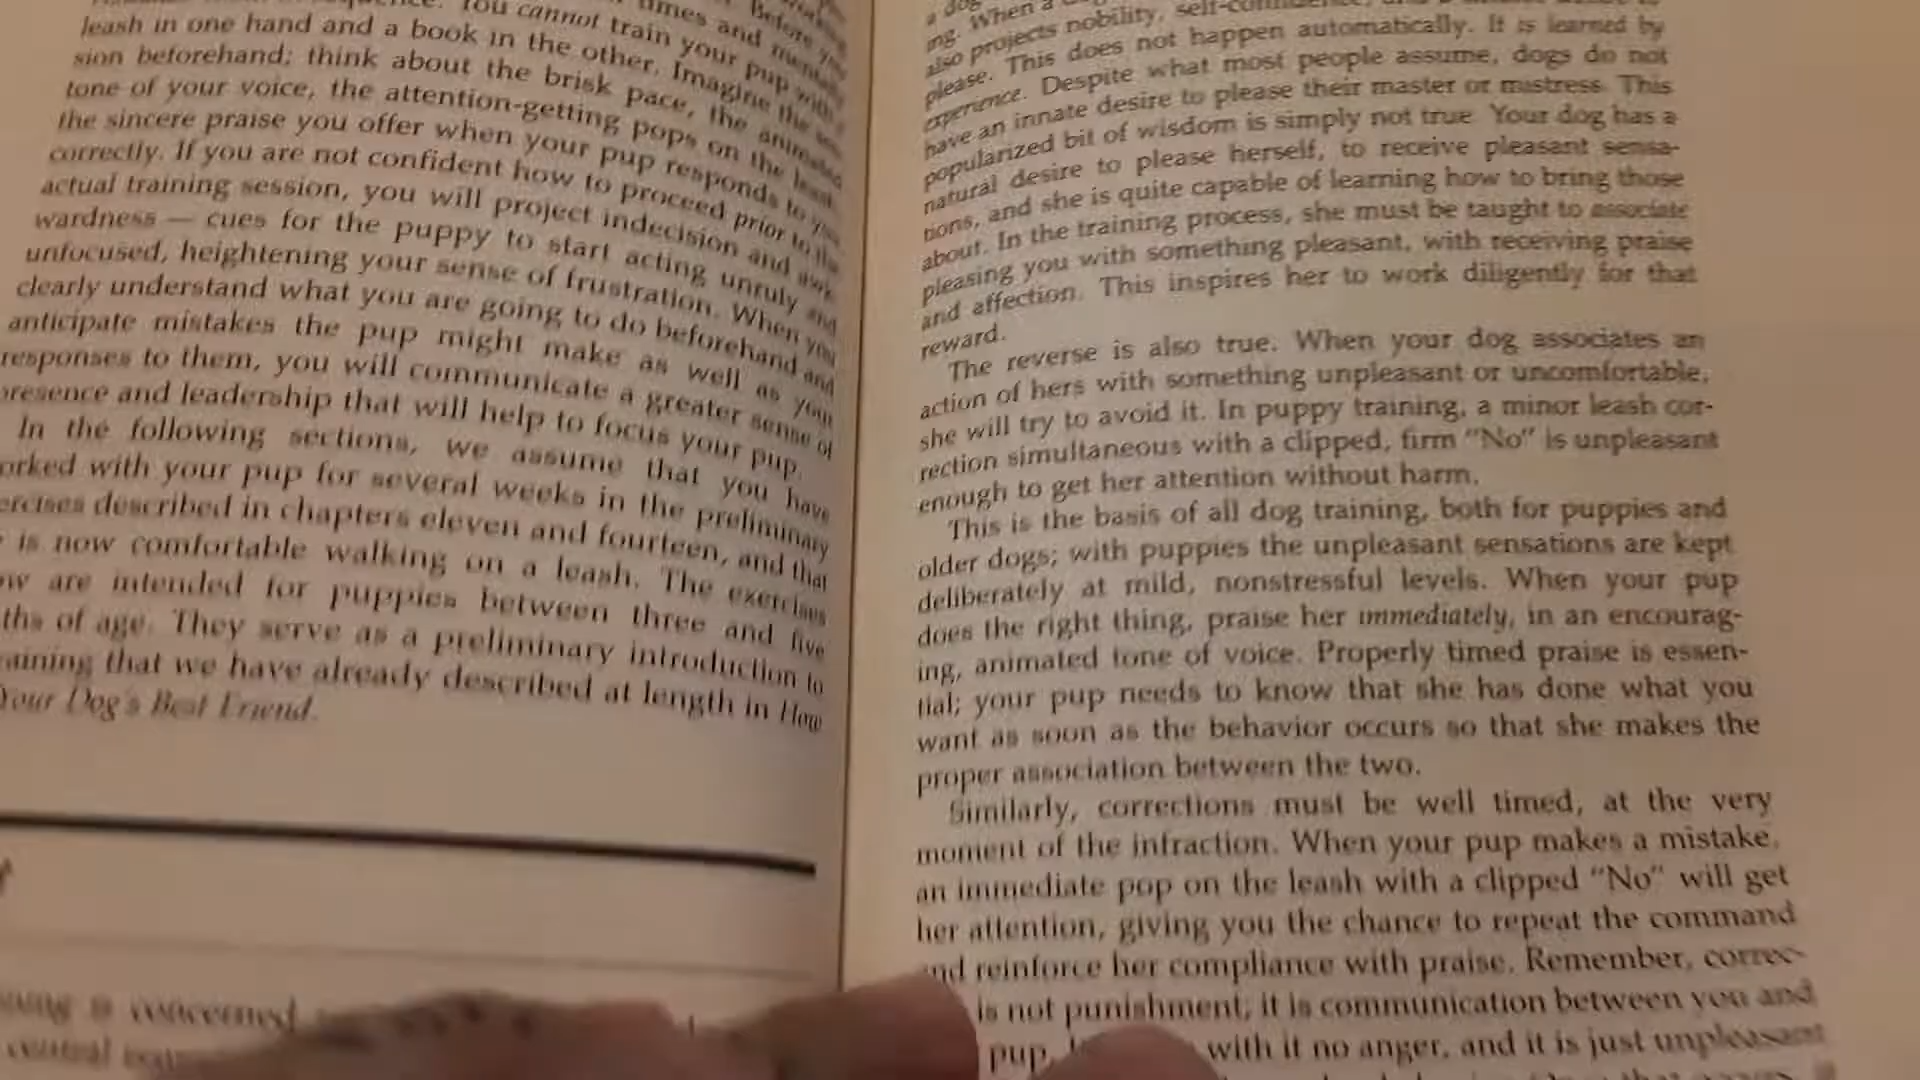 times and mentally
sequence. You cannot train your pup with a Before you
leash in one hand and a book in the other. Imagine the ses-
sion beforehand: think about the brisk pace, the animated
tone of your voice, the attention-getting pops on the leash,
the sincere praise you offer when your pup responds to you
correctly. If you are not confident how to proceed prior to the
actual training session, you will project indecision and awk-
wardness — cues for the puppy to start acting unruly and
unfocused, heightening your sense of frustration. When you
clearly understand what you are going to do beforehand and
anticipate mistakes the pup might make as well as your
responses to them, you will communicate a greater sense of
presence and leadership that will help to focus your pup.
In the following sections, we assume that you have
orked with your pup for several weeks in the preliminary
ercises described in chapters eleven and fourteen, and that
is now comfortable walking on a leash. The exercises
ow are intended for puppies between three and five
ths of age. They serve as a preliminary introduction to
aining that we have already described at length in How
Your Dog's Best Friend.
is concerned
central
a dog
ing. When a
also projects nobility, self-confidence,
please. This does not happen automatically. It is learned by
experience. Despite what most people assume, dogs do not
have an innate desire to please their master or mistress. This
popularized bit of wisdom is simply not true. Your dog has a
natural desire to please herself, to receive pleasant sensa-
tions, and she is quite capable of learning how to bring those
about. In the training process, she must be taught to associate
pleasing you with something pleasant, with receiving praise
and affection. This inspires her to work diligently for that
reward.
The reverse is also true. When your dog associates an
action of hers with something unpleasant or uncomfortable,
she will try to avoid it. In puppy training, a minor leash cor-
rection simultaneous with a clipped, firm "No" is unpleasant
enough to get her attention without harm.
This is the basis of all dog training, both for puppies and
older dogs; with puppies the unpleasant sensations are kept
deliberately at mild, nonstressful levels. When your pup
does the right thing, praise her immediately, in an encourag-
ing, animated tone of voice. Properly timed praise is essen-
tial; your pup needs to know that she has done what you
want as soon as the behavior occurs so that she makes the
proper association between the two.
Similarly, corrections must be well timed, at the very
moment of the infraction. When your pup makes a mistake,
an immediate pop on the leash with a clipped "No" will get
her attention, giving you the chance to repeat the command
and reinforce her compliance with praise. Remember, correc-
is not punishment; it is communication between you and
pup, with it no anger, and it is just unpleasant